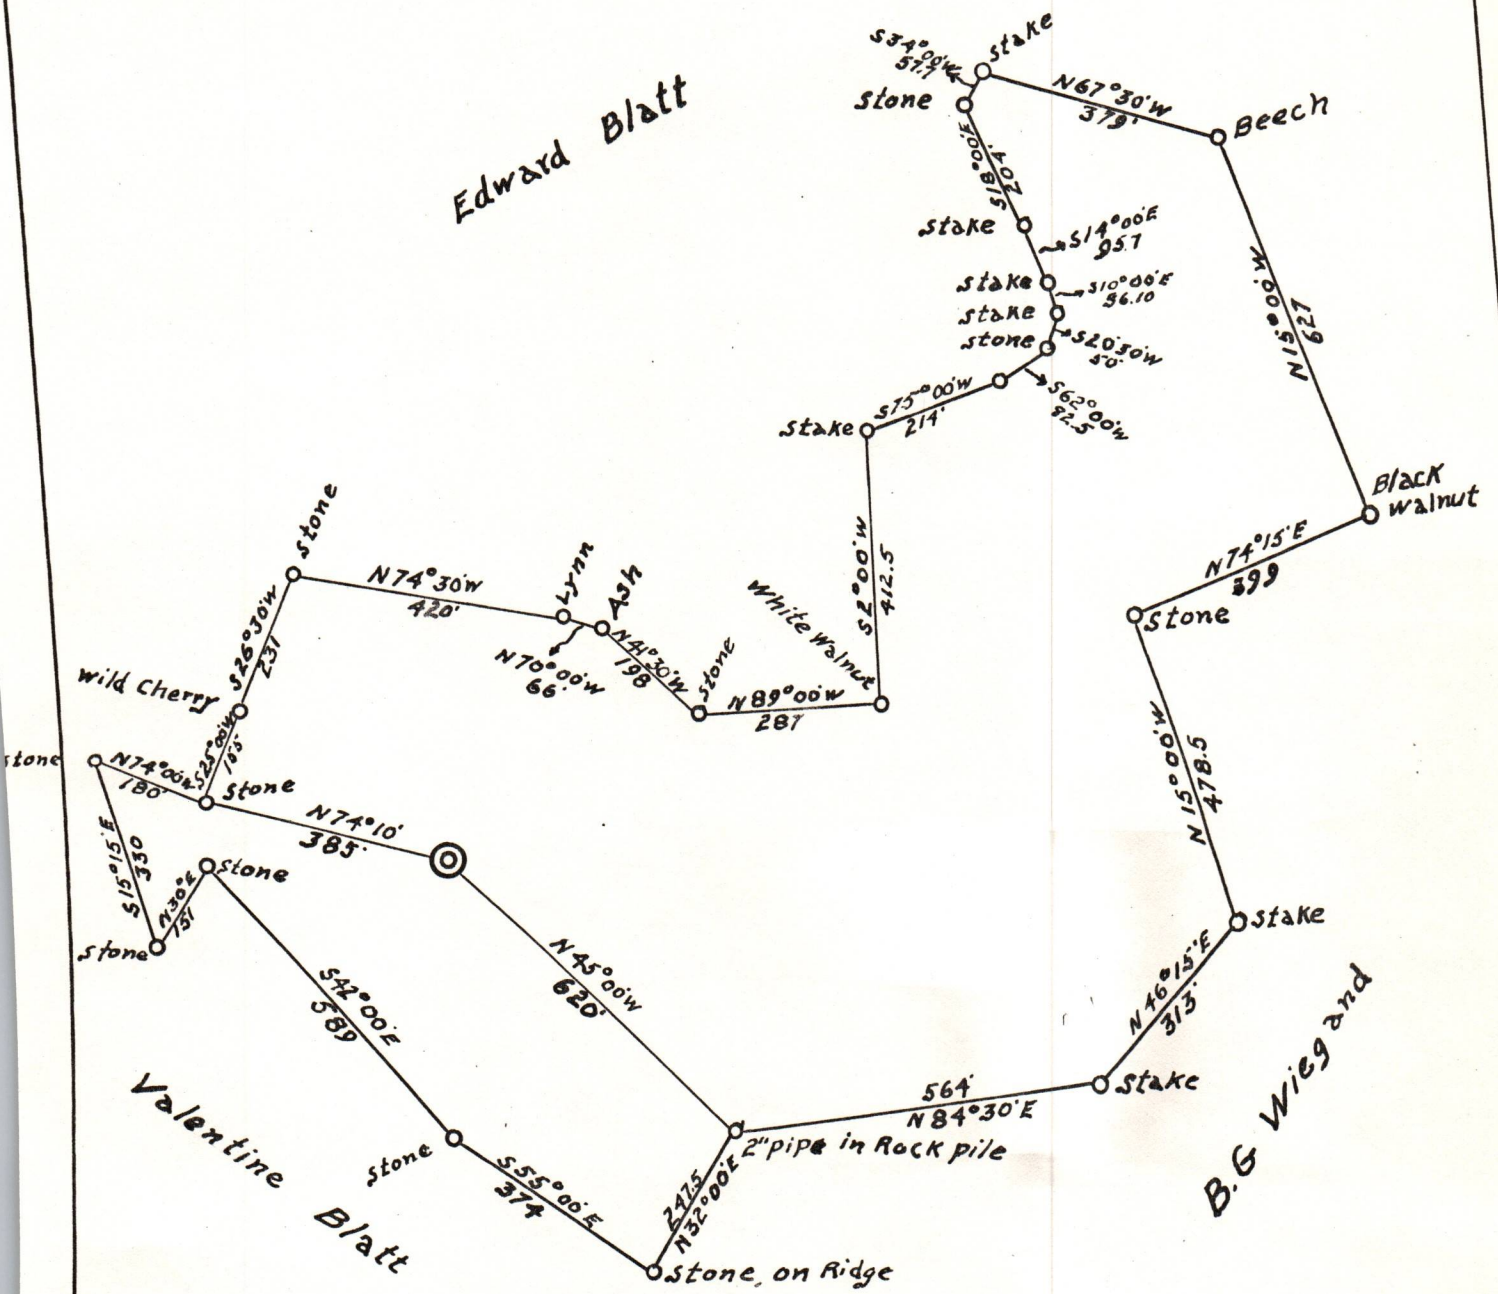 S34°00'W
57.7
stake
stone
N67°30'W
379'
Beech
Edward Blatt
S18°00'E
204'
stake
S14°00'E
95.7
stake
S10°00'E
56.10
stake
stone
S20°30'W
50'
N15°00'W
627
S75°00'W
214'
S62°00'W
82.5
stake
Black
Walnut
N74°15'E
399
stone
stone
N74°30'W
420'
Lynn
Ash
N70°00'W
66'
N41°30'W
198
stone
White Walnut
S2°00'W
412.5
N89°00'W
287
S26°30'W
231
Wild Cherry
S25°00'W
155
stone
N74°00'W
180'
stone
N74°10'
385'
N15°00'W
478.5
S15°15'E
330
N30°E
151
stone
stone
stake
N45°00'W
620'
S42°00'E
589
N46°15'E
313'
564'
N84°30'E
stake
B.G Wiegand
2" pipe in Rock pile
Valentine
Blatt
stone
S55°00'E
374
247.5
N32°00'E
Stone, on Ridge